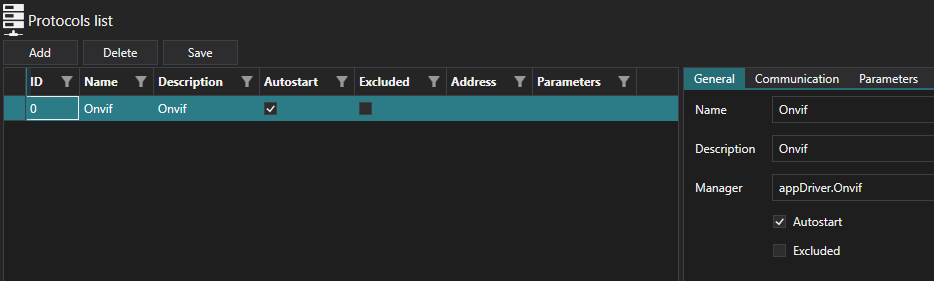 Protocols list
Add Delete Save
ID Name Description Autostart Excluded Address Parameters
0 Onvif Onvif
General Communication Parameters
Name Onvif
Description Onvif
Manager appDriver.Onvif
Autostart
Excluded